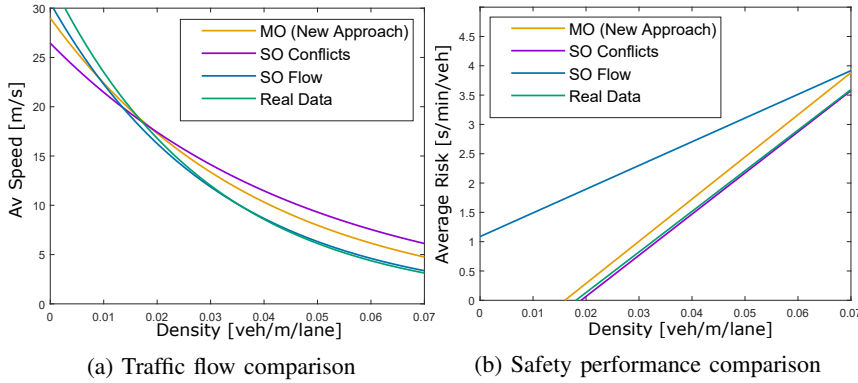 30
25
20
15
10
5
0
Av Speed [m/s]
MO (New Approach)
SO Conflicts
SO Flow
Real Data
0 0.01 0.02 0.03 0.04 0.05 0.06 0.07
Density [veh/m/lane]
(a) Traffic flow comparison
5
4.5
4
3.5
3
2.5
2
1.5
1
0.5
0
Average Risk [s/min/veh]
MO (New Approach)
SO Conflicts
SO Flow
Real Data
0 0.01 0.02 0.03 0.04 0.05 0.06 0.07
Density [veh/m/lane]
(b) Safety performance comparison